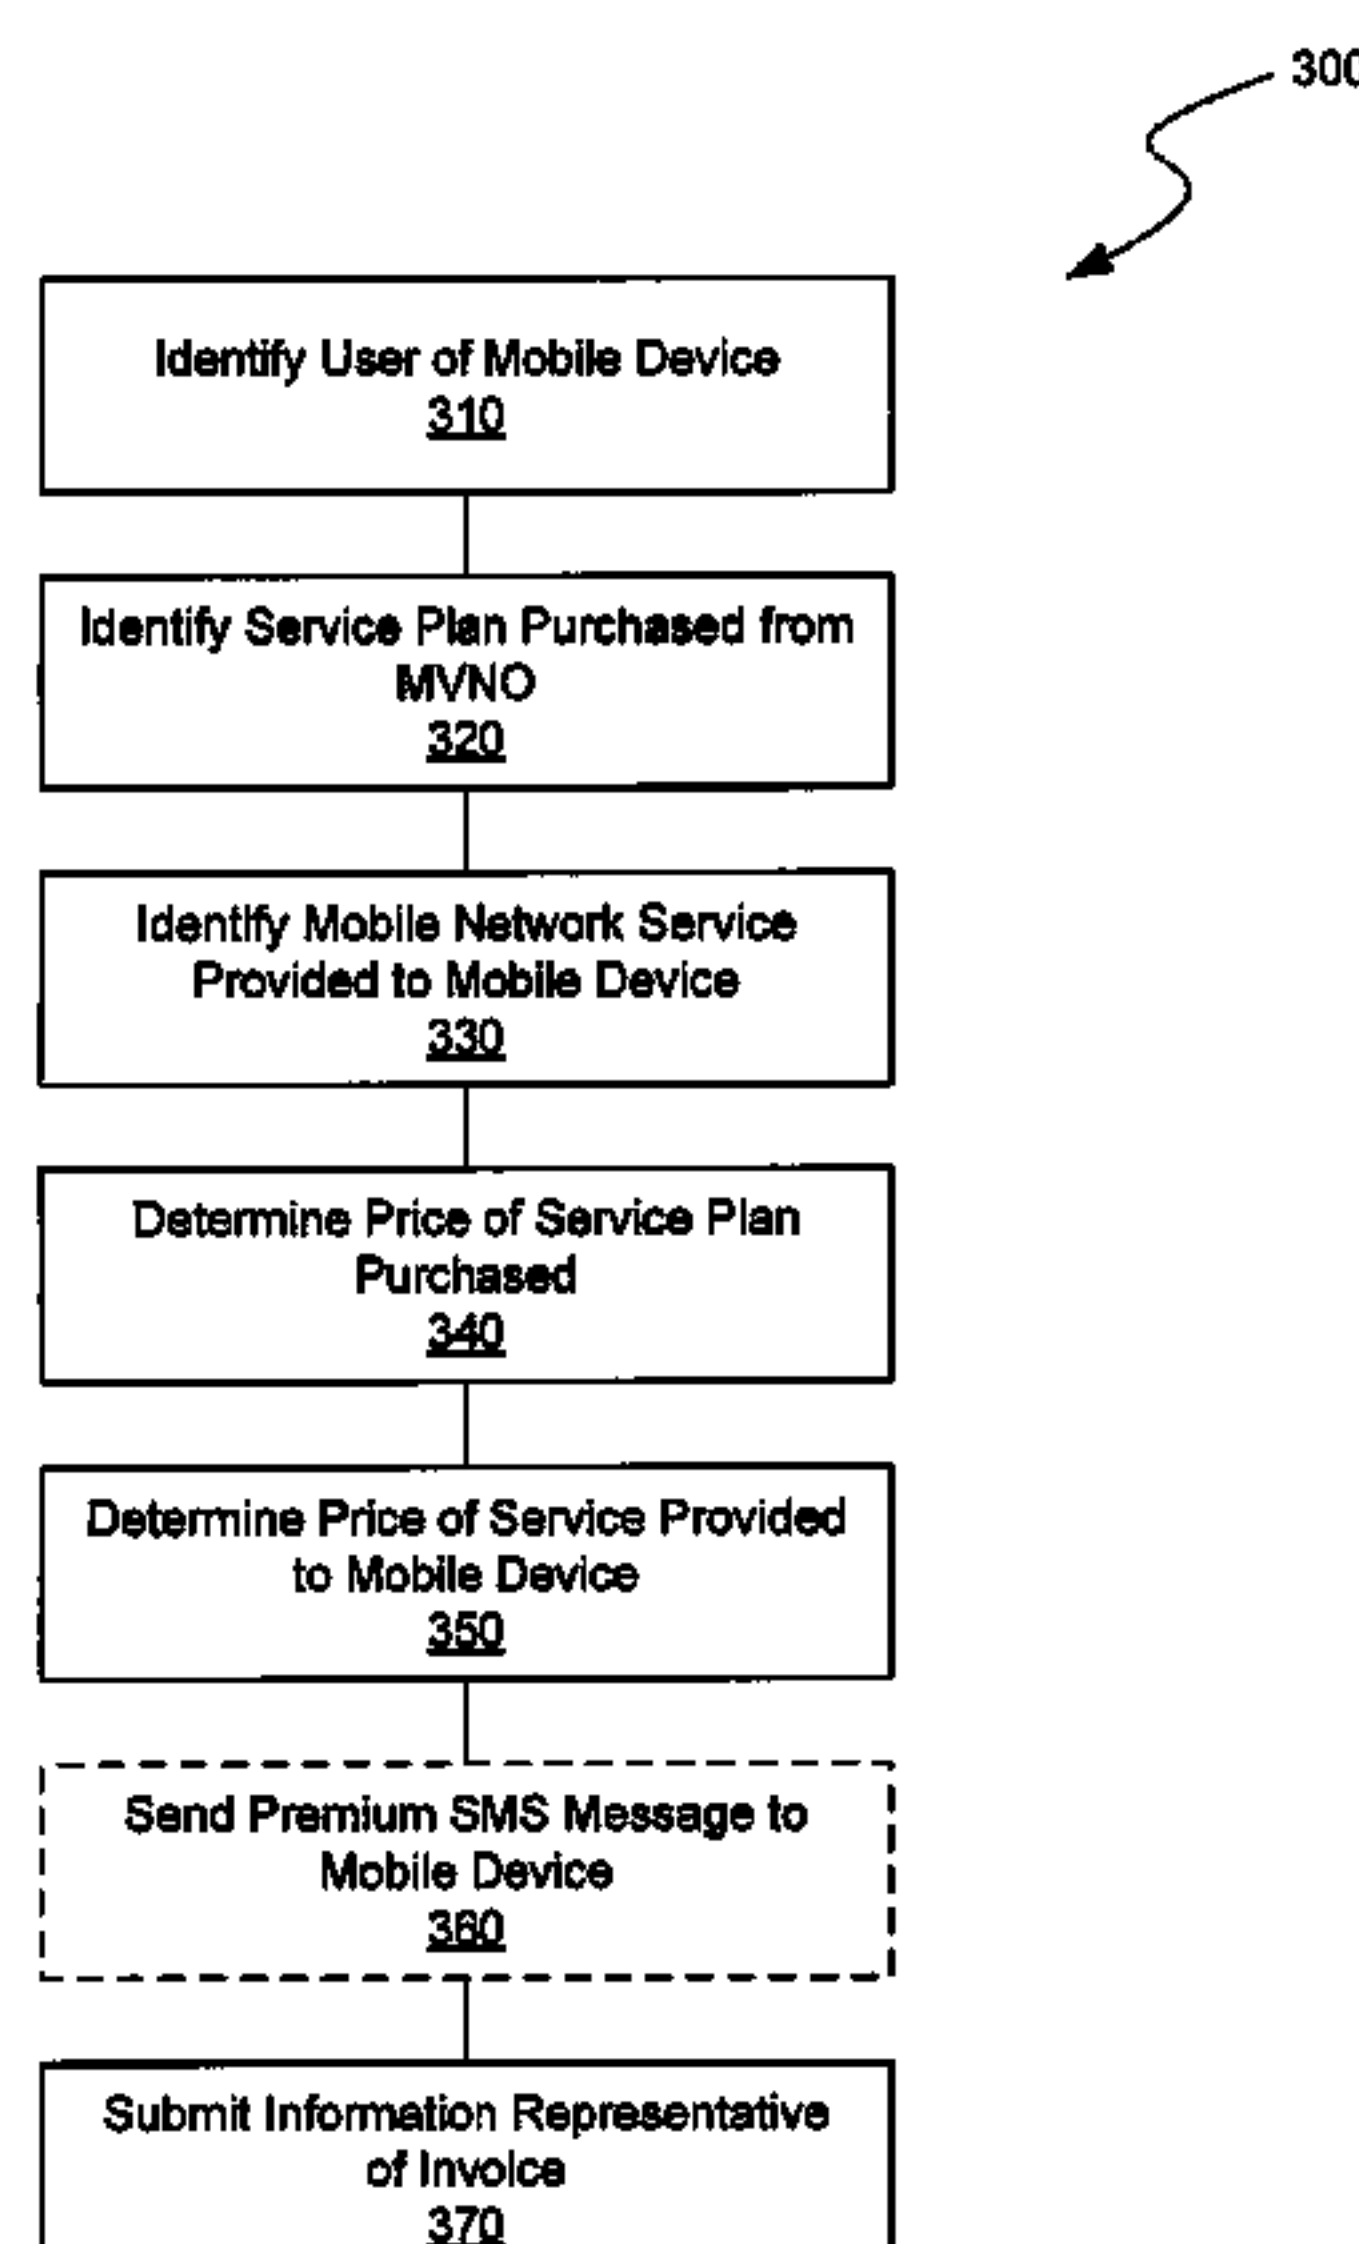 300
Identify User of Mobile Device
310
Identify Service Plan Purchased from
MVNO
320
Identify Mobile Network Service
Provided to Mobile Device
330
Determine Price of Service Plan
Purchased
340
Determine Price of Service Provided
to Mobile Device
350
Send Premium SMS Message to
Mobile Device
360
Submit Information Representative
of Invoice
370